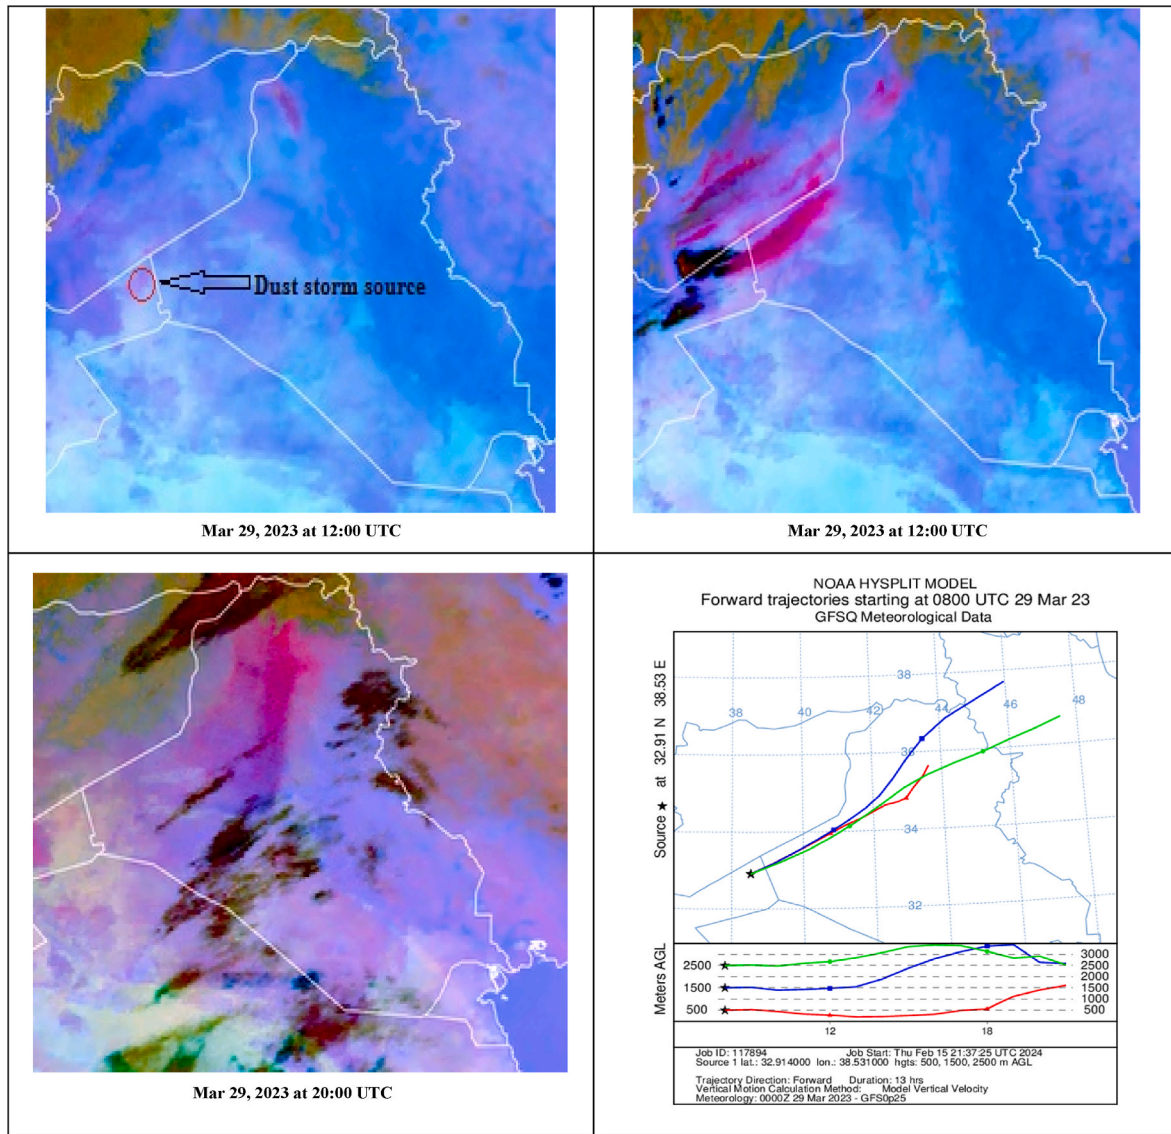 Dust storm source
Mar 29, 2023 at 12:00 UTC
Mar 29, 2023 at 12:00 UTC
Mar 29, 2023 at 20:00 UTC
NOAA HYSPLIT MODEL
Forward trajectories starting at 0800 UTC 29 Mar 23
GFSQ Meteorological Data
Source ★ at 32.91 N 38.53 E
38
40
42
44
46
48
38
36
34
32
Meters AGL
2500
1500
500
3000
2500
2000
1500
1000
500
12
18
Job ID: 117894 Job Start: Thu Feb 15 21:37:25 UTC 2024
Source 1 lat.: 32.914000 lon.: 38.531000 hgts: 500, 1500, 2500 m AGL
Trajectory Direction: Forward Duration: 13 hrs
Vertical Motion Calculation Method: Model Vertical Velocity
Meteorology: 0000Z 29 Mar 2023 - GFS0p25